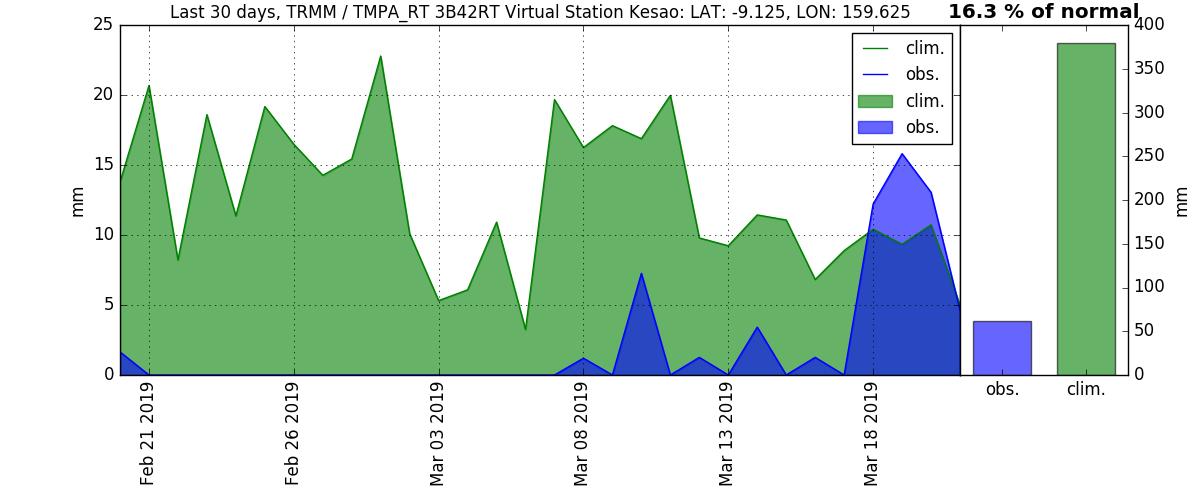 Last 30 days, TRMM / TMPA_RT 3B42RT Virtual Station Kesao: LAT: -9.125, LON: 159.625
16.3 % of normal
25
20
15
10
5
0
mm
clim.
obs.
clim.
obs.
400
350
300
250
200
150
100
50
0
mm
Feb 21 2019
Feb 26 2019
Mar 03 2019
Mar 08 2019
Mar 13 2019
Mar 18 2019
obs.
clim.